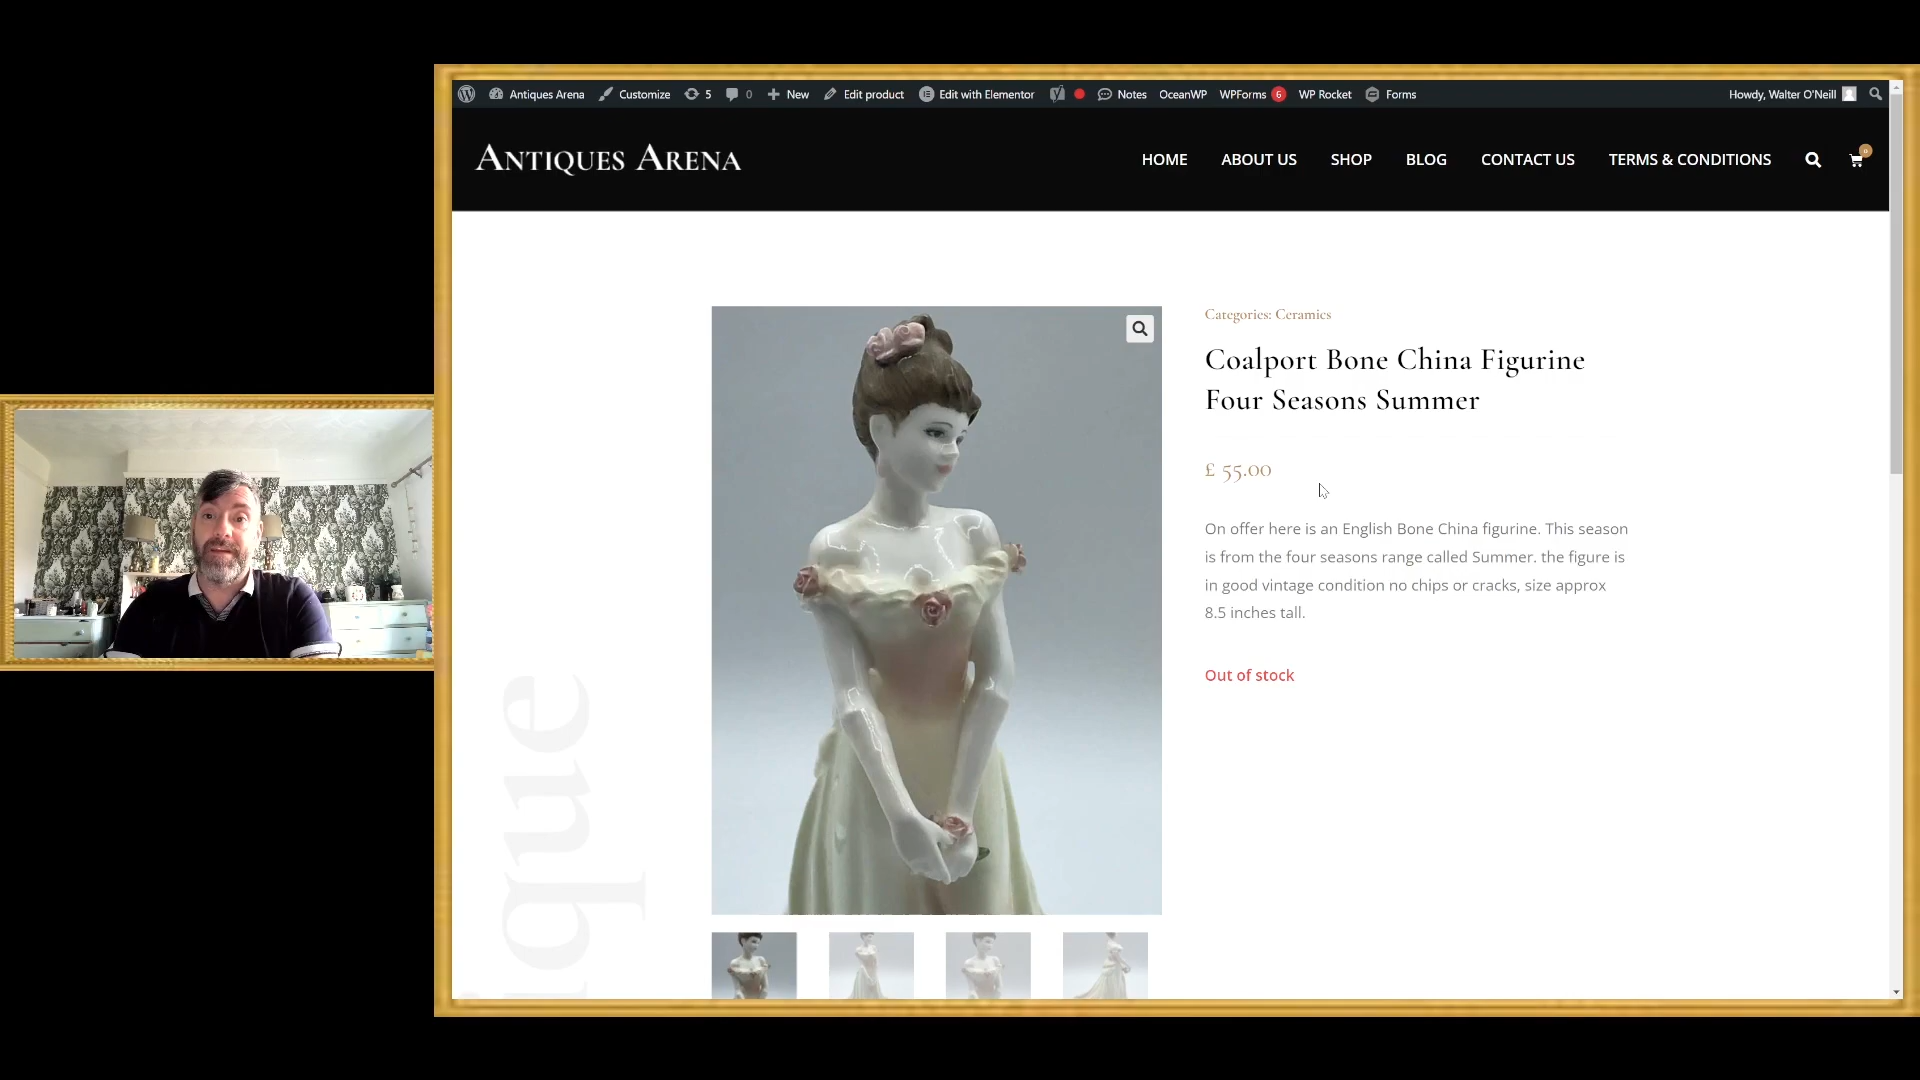 Antiques Arena
Customize
5
0
New
Edit product
Edit with Elementor
Notes
OceanWP
WPForms 6
WP Rocket
Forms
Howdy, Walter O'Neill
ANTIQUES ARENA
HOME
ABOUT US
SHOP
BLOG
CONTACT US
TERMS & CONDITIONS
0
Categories: Ceramics
Coalport Bone China Figurine
Four Seasons Summer
£ 55.00
On offer here is an English Bone China figurine. This season
is from the four seasons range called Summer. the figure is
in good vintage condition no chips or cracks, size approx
8.5 inches tall.
Out of stock
que